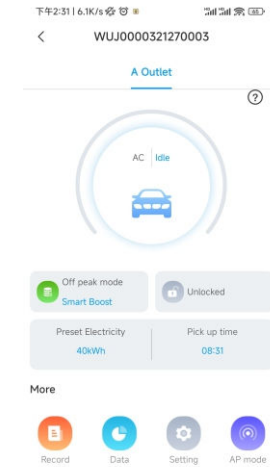 下午2:31 | 6.1K/s
WUJ0000321270003
A Outlet
?
AC Idle
Off peak mode
Smart Boost
Unlocked
Preset Electricity
40kWh
Pick up time
08:31
More
Record Data Setting AP mode